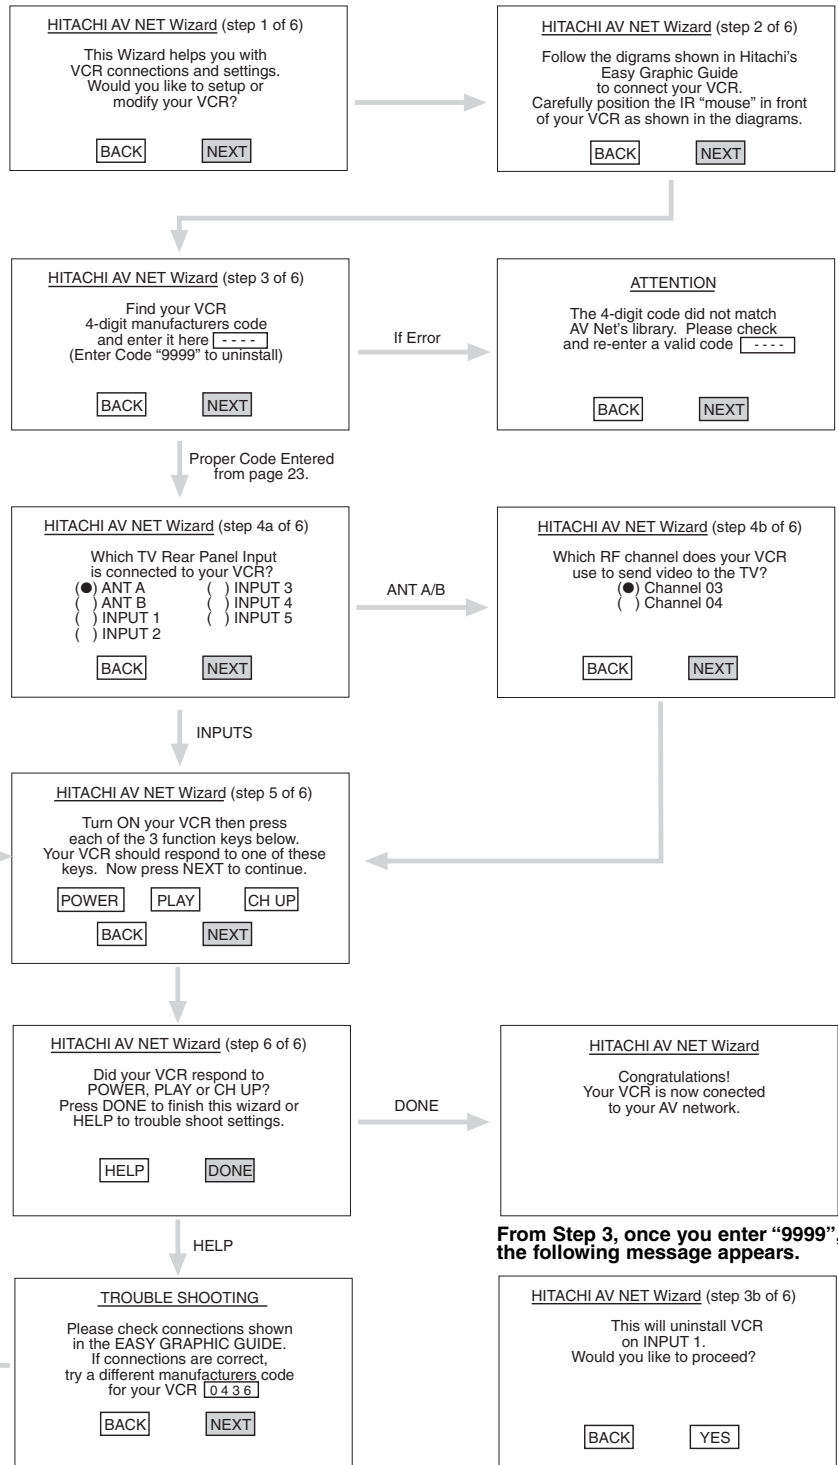 HITACHI AV NET Wizard (step 1 of 6)
This Wizard helps you with
VCR connections and settings.
Would you like to setup or
modify your VCR?
BACK NEXT
HITACHI AV NET Wizard (step 2 of 6)
Follow the digrams shown in Hitachi's
Easy Graphic Guide
to connect your VCR.
Carefully position the IR “mouse” in front
of your VCR as shown in the diagrams.
BACK NEXT
HITACHI AV NET Wizard (step 3 of 6)
Find your VCR
4-digit manufacturers code
and enter it here - - - -
(Enter Code “9999” to uninstall)
BACK NEXT
If Error
ATTENTION
The 4-digit code did not match
AV Net's library. Please check
and re-enter a valid code - - - -
BACK NEXT
Proper Code Entered
from page 23.
HITACHI AV NET Wizard (step 4a of 6)
Which TV Rear Panel Input
is connected to your VCR?
(●) ANT A ( ) INPUT 3
( ) ANT B ( ) INPUT 4
( ) INPUT 1 ( ) INPUT 5
( ) INPUT 2
BACK NEXT
ANT A/B
HITACHI AV NET Wizard (step 4b of 6)
Which RF channel does your VCR
use to send video to the TV?
(●) Channel 03
( ) Channel 04
BACK NEXT
INPUTS
HITACHI AV NET Wizard (step 5 of 6)
Turn ON your VCR then press
each of the 3 function keys below.
Your VCR should respond to one of these
keys. Now press NEXT to continue.
POWER PLAY CH UP
BACK NEXT
HITACHI AV NET Wizard (step 6 of 6)
Did your VCR respond to
POWER, PLAY or CH UP?
Press DONE to finish this wizard or
HELP to trouble shoot settings.
HELP DONE
DONE
HITACHI AV NET Wizard
Congratulations!
Your VCR is now conected
to your AV network.
HELP
TROUBLE SHOOTING
Please check connections shown
in the EASY GRAPHIC GUIDE.
If connections are correct,
try a different manufacturers code
for your VCR 0 4 3 6
BACK NEXT
From Step 3, once you enter “9999”,
the following message appears.
HITACHI AV NET Wizard (step 3b of 6)
This will uninstall VCR
on INPUT 1.
Would you like to proceed?
BACK YES